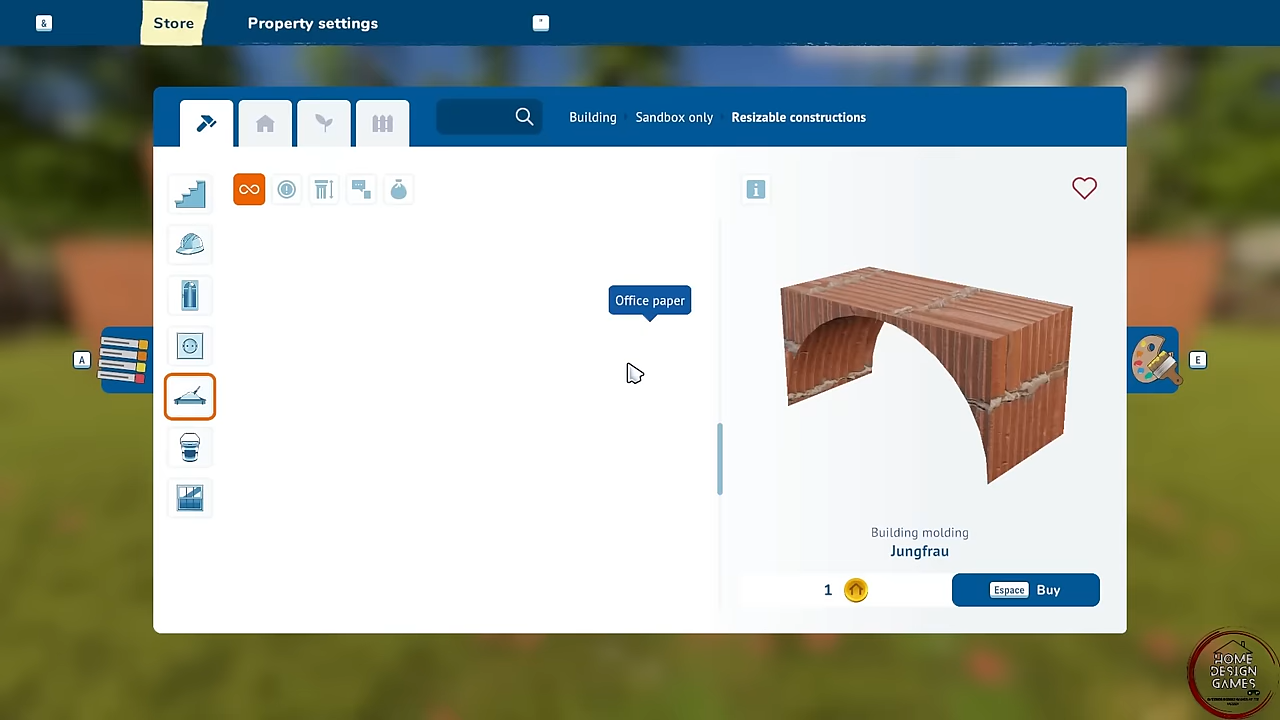 &
Store
Property settings
"
Building
Sandbox only
Resizable constructions
Office paper
A
E
Building molding
Jungfrau
1
Espace
Buy
HOME
DESIGN
GAMES